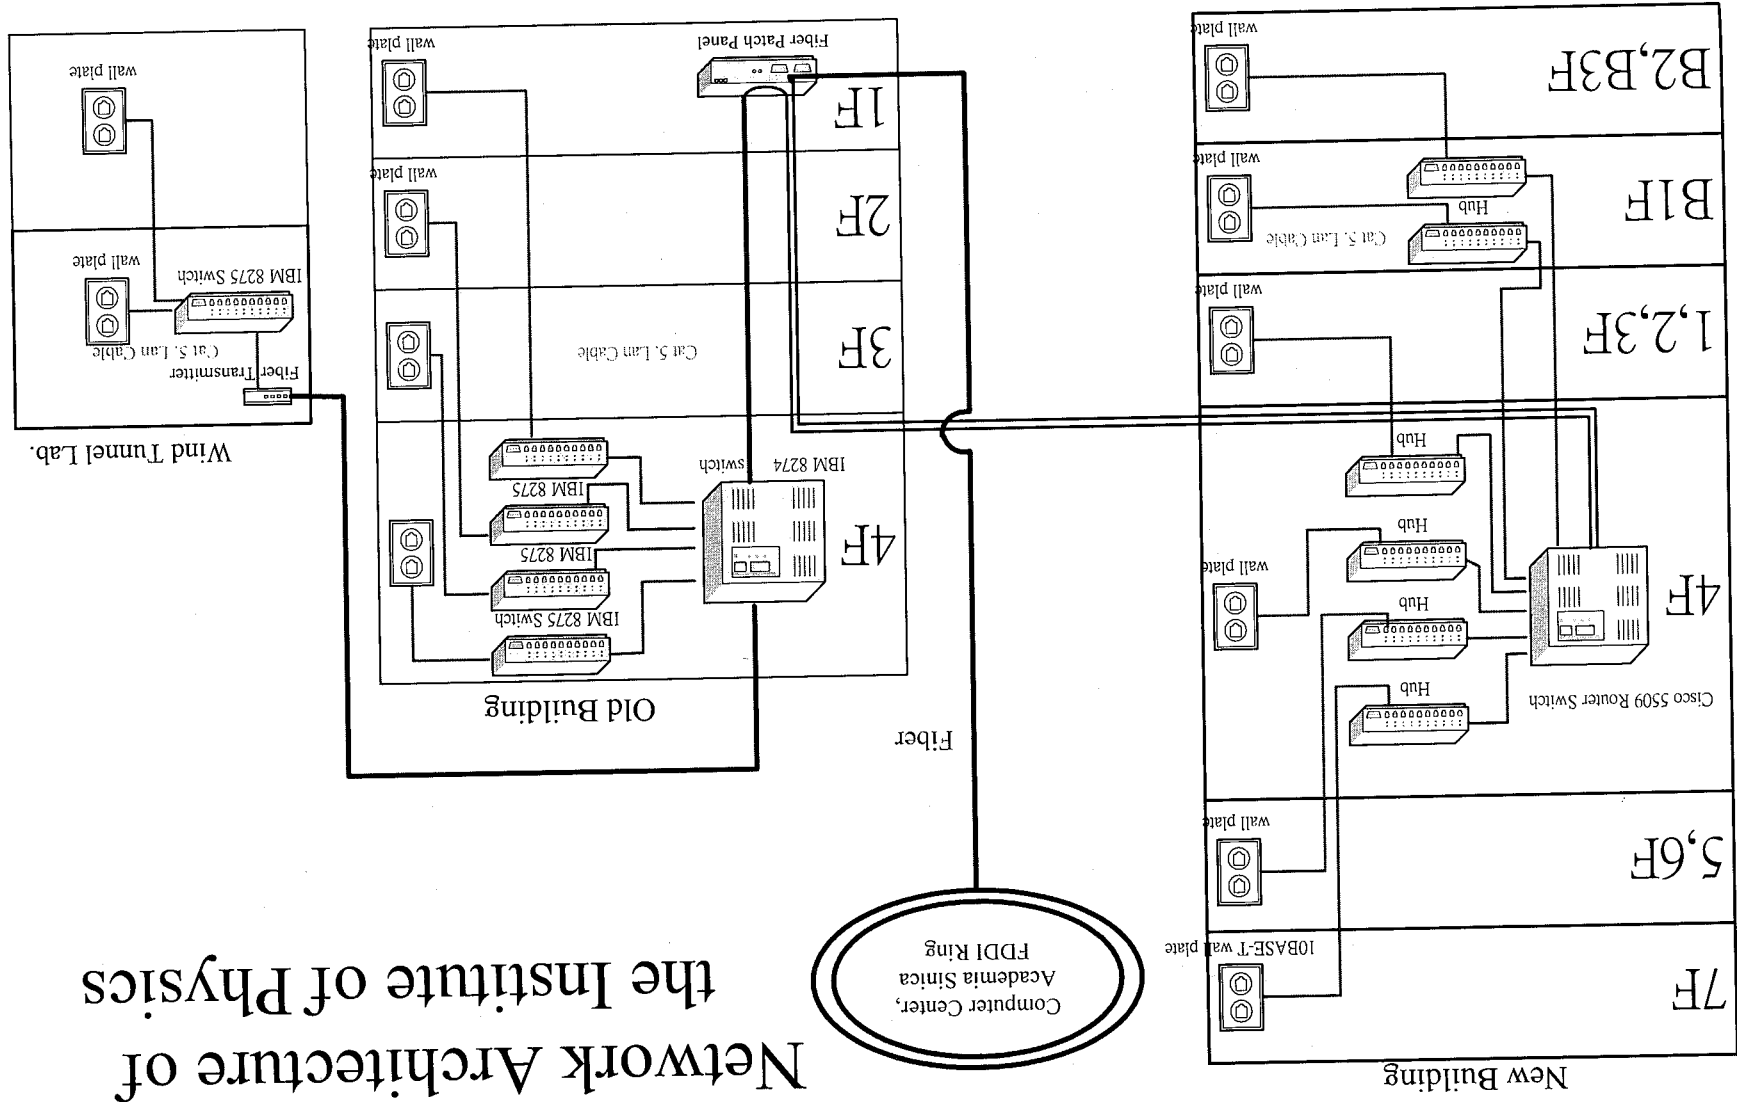 Network Architecture of
the Institute of Physics
New Building
7F
10BASE-T wall plate
5,6F
wall plate
4F
Cisco 5509 Router Switch
Hub
Hub
Hub
Hub
wall plate
1,2,3F
wall plate
B1F
Cat 5. Lan Cable
Hub
wall plate
B2,B3F
wall plate
Computer Center,
Academia Sinica
FDDI Ring
Fiber
Old Building
4F
IBM 8275 Switch
IBM 8275
IBM 8275
IBM 8274
switch
3F
Cat 5. Lan Cable
2F
wall plate
1F
Fiber Patch Panel
wall plate
Wind Tunnel Lab.
Fiber Transmitter
Cat 5. Lan Cable
IBM 8275 Switch
wall plate
wall plate